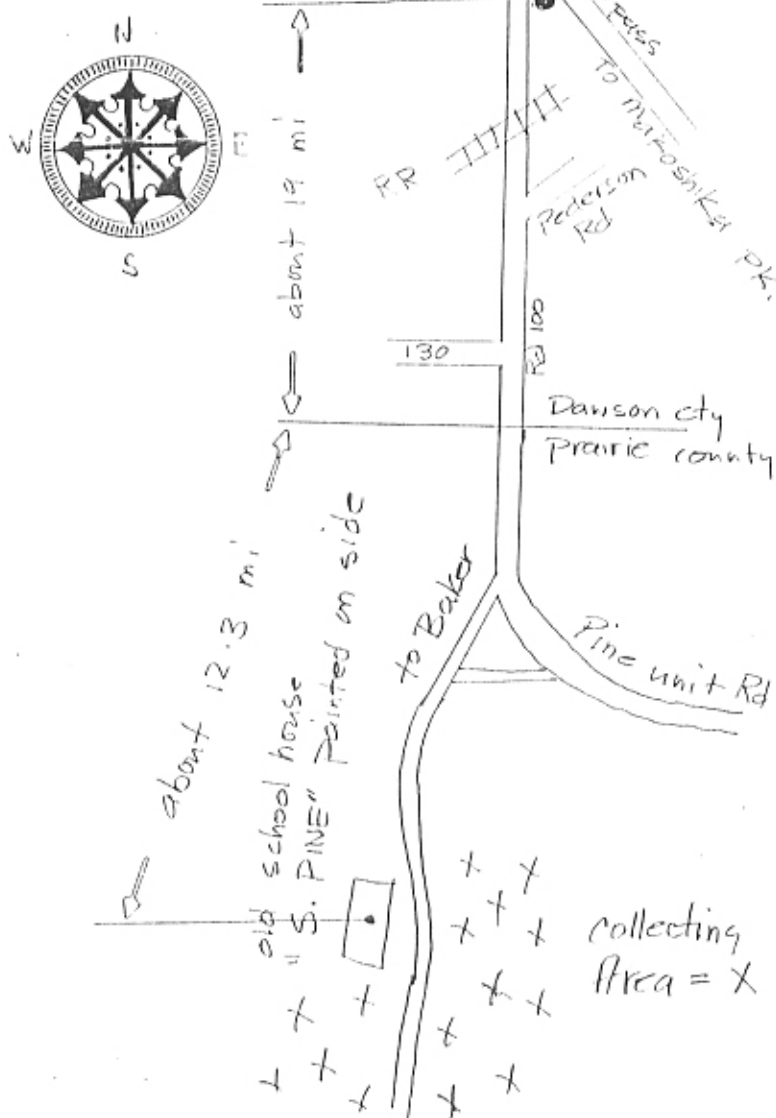 N
W
E
S
about 19 mi
pass
To Makoshika pk.
RR
Pederson
Rd
130
Rd 100
Dawson cty
Prairie county
about 12.3 mi
to Baker
Pine unit Rd
old school house
"S. PINE" painted on side
collecting
Area = X